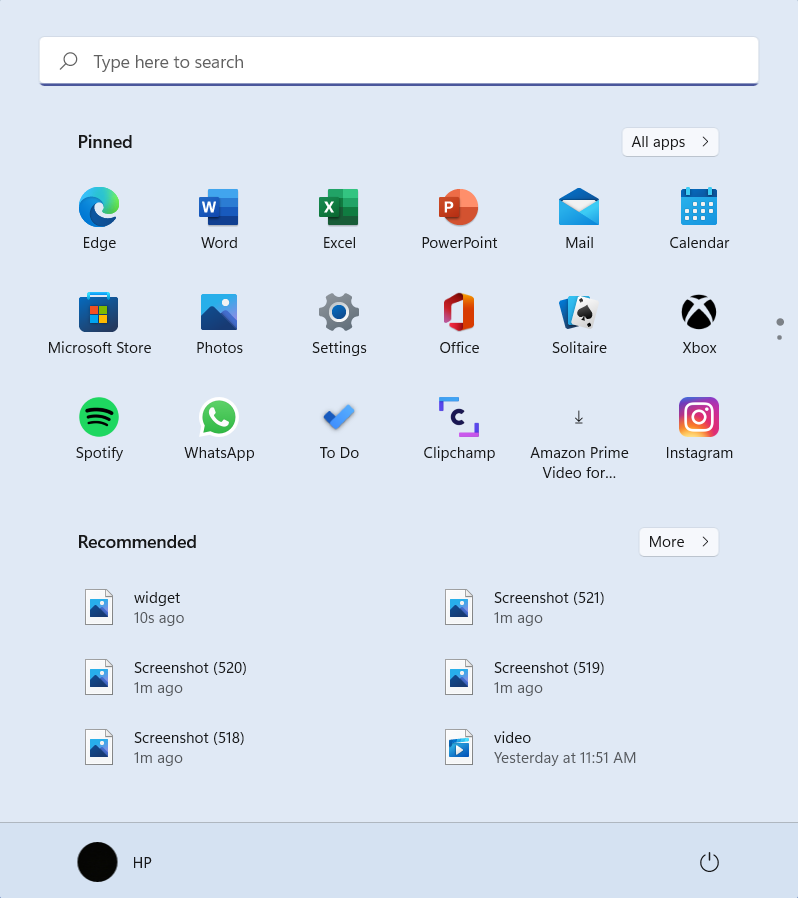 Type here to search
Pinned
All apps
Edge
Word
Excel
PowerPoint
Mail
Calendar
Microsoft Store
Photos
Settings
Office
Solitaire
Xbox
Spotify
WhatsApp
To Do
Clipchamp
Amazon Prime
Video for...
Instagram
Recommended
More
widget
10s ago
Screenshot (521)
1m ago
Screenshot (520)
1m ago
Screenshot (519)
1m ago
Screenshot (518)
1m ago
video
Yesterday at 11:51 AM
HP